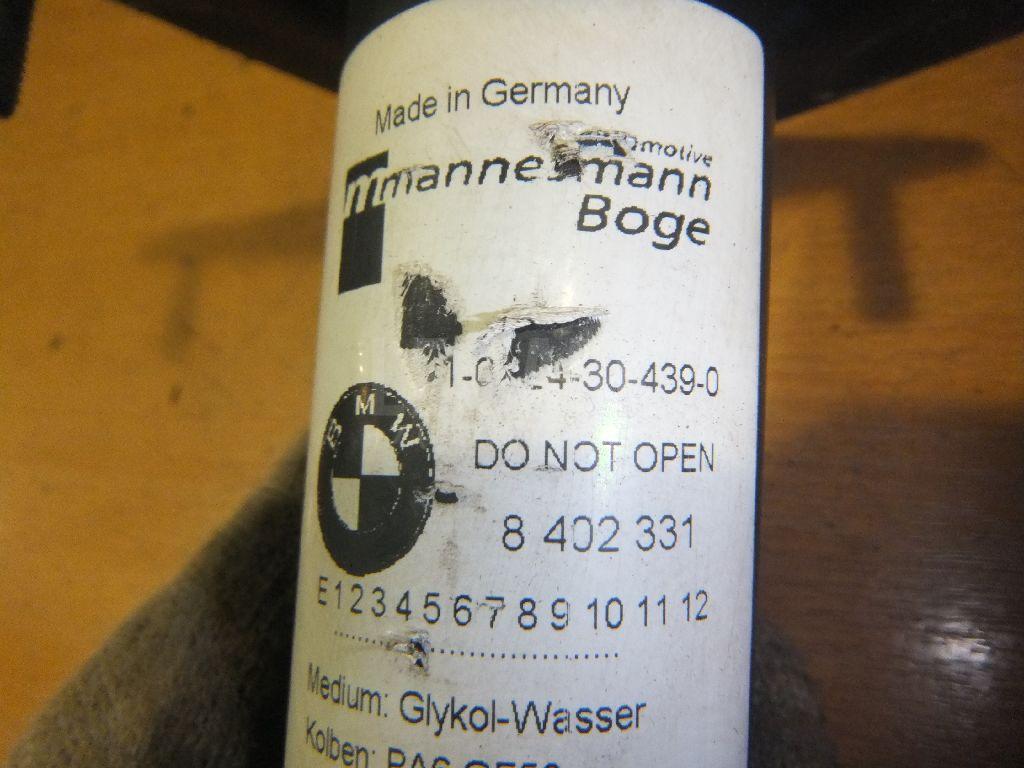 Made in Germany
mannesmann
Boge
-30-439-0
BMW
DO NOT OPEN
8 402 331
E 1 2 3 4 5 6 7 8 9 10 11 12
Medium: Glykol-Wasser
Kolben: